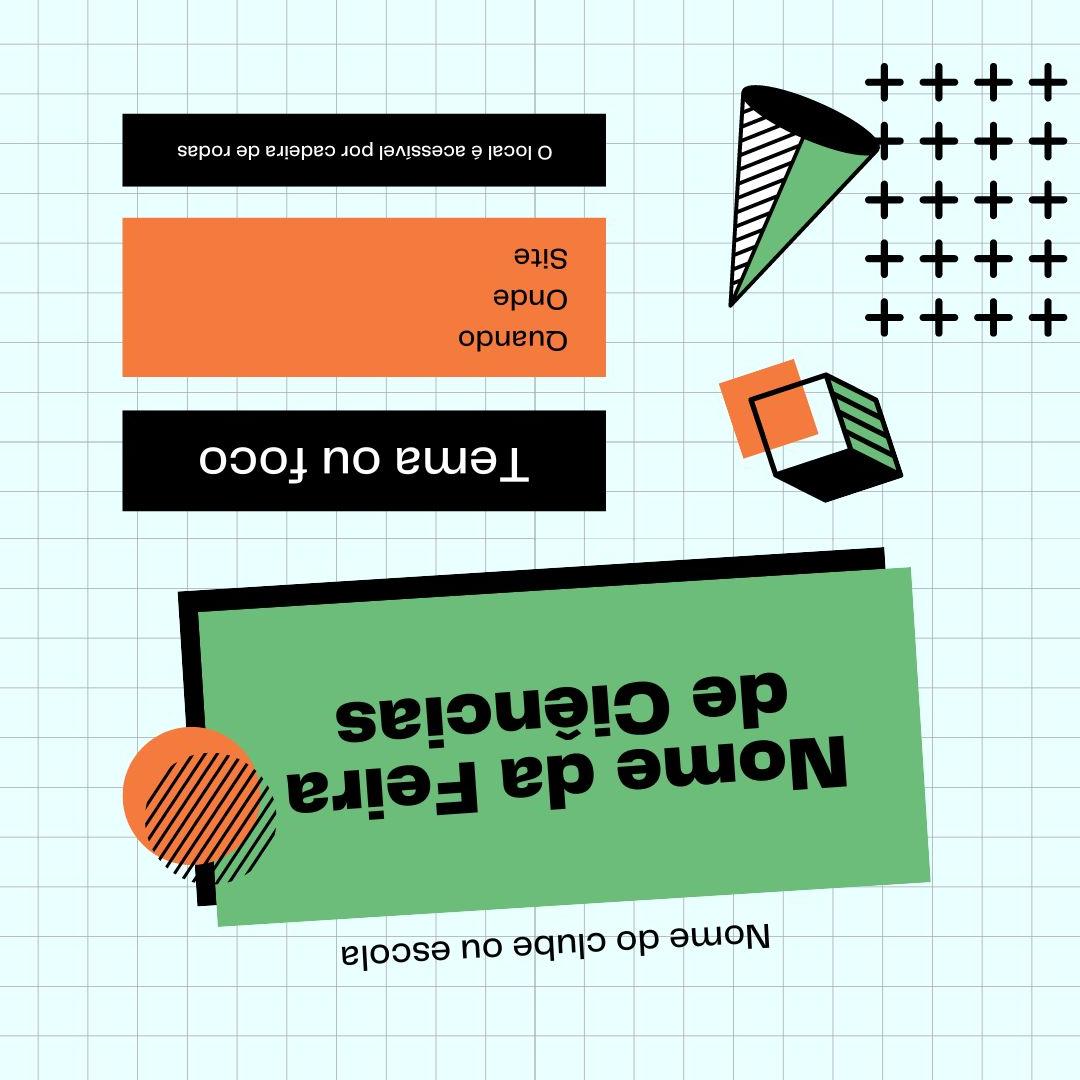 Nome do clube ou escola
Nome da Feira
de Ciências
Tema ou foco
Quando
Onde
Site
O local é acessível por cadeira de rodas